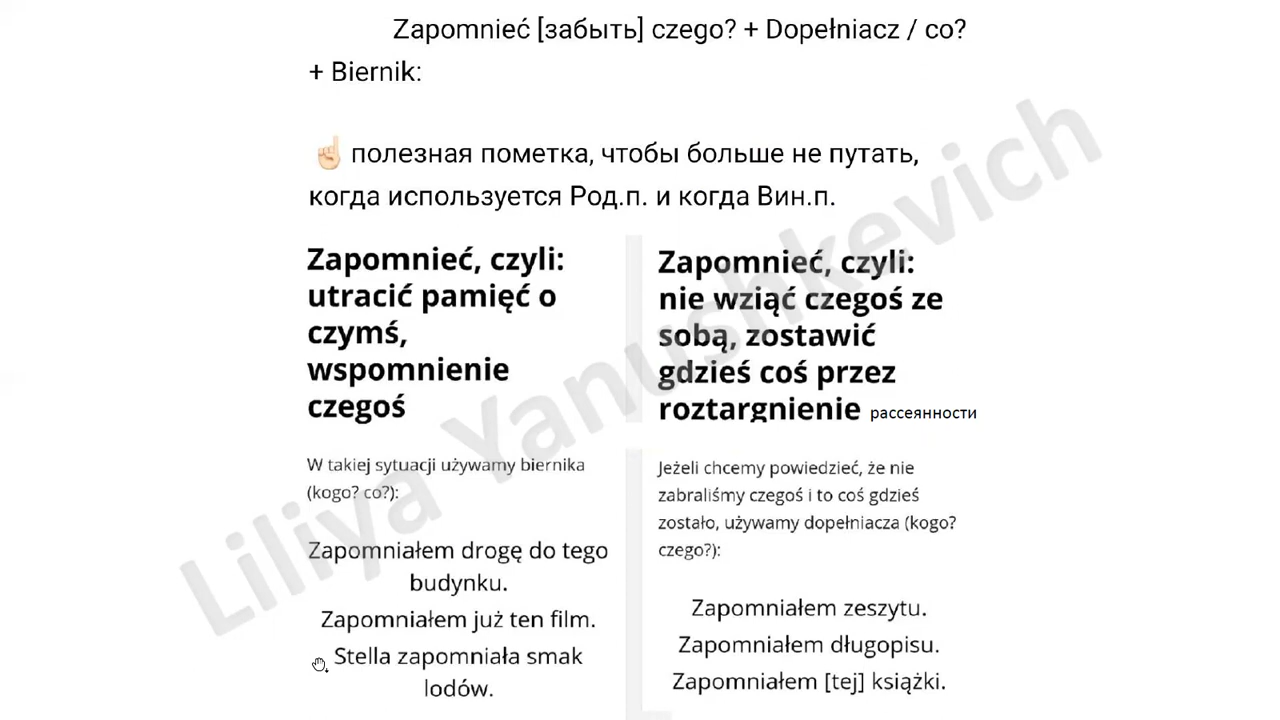 Zapomnieć [забыть] czego? + Dopełniacz / co?
+ Biernik:
☝🏻 полезная пометка, чтобы больше не путать,
когда используется Род.п. и когда Вин.п.
Zapomnieć, czyli:
utracić pamięć o
czymś,
wspomnienie
czegoś
W takiej sytuacji używamy biernika
(kogo? co?):
Zapomniałem drogę do tego
budynku.
Zapomniałem już ten film.
Stella zapomniała smak
lodów.
Zapomnieć, czyli:
nie wziąć czegoś ze
sobą, zostawić
gdzieś coś przez
roztargnienie рассеянности
Jeżeli chcemy powiedzieć, że nie
zabraliśmy czegoś i to coś gdzieś
zostało, używamy dopełniacza (kogo?
czego?):
Zapomniałem zeszytu.
Zapomniałem długopisu.
Zapomniałem [tej] książki.
Liliya Yanushkevich